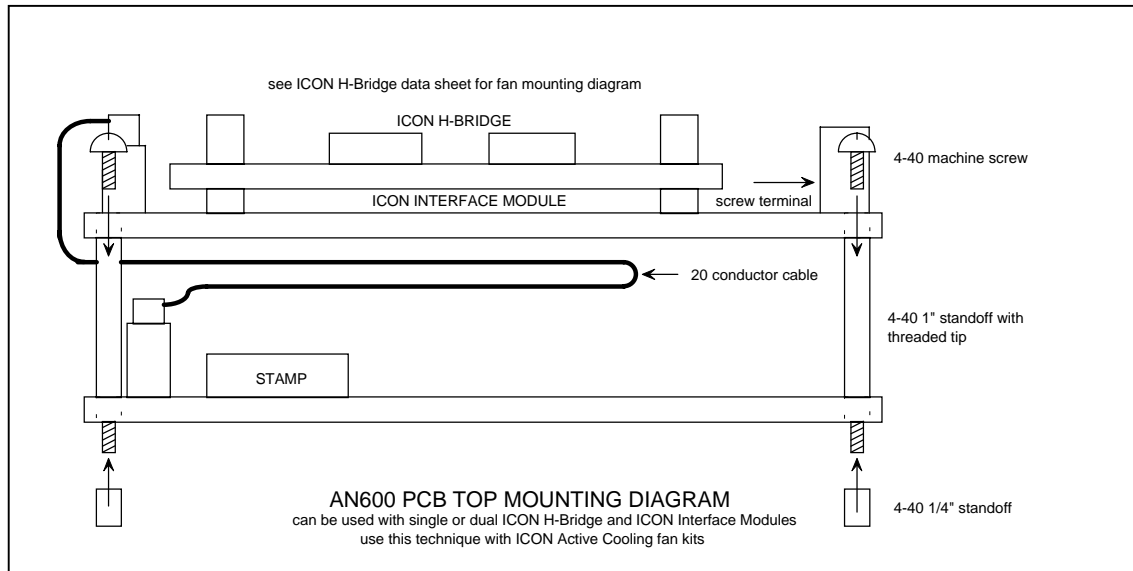 see ICON H-Bridge data sheet for fan mounting diagram
ICON H-BRIDGE
4-40 machine screw
ICON INTERFACE MODULE
screw terminal
20 conductor cable
4-40 1" standoff with
threaded tip
STAMP
AN600 PCB TOP MOUNTING DIAGRAM
can be used with single or dual ICON H-Bridge and ICON Interface Modules
use this technique with ICON Active Cooling fan kits
4-40 1/4" standoff